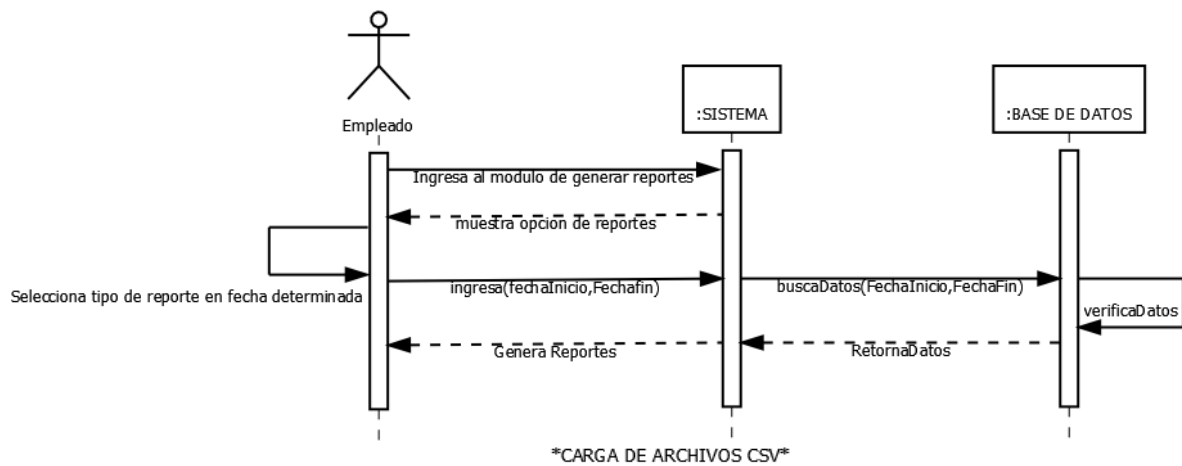 Empleado
:SISTEMA
:BASE DE DATOS
Ingresa al modulo de generar reportes
muestra opcion de reportes
Selecciona tipo de reporte en fecha determinada
ingresa(fechaInicio,Fechafin)
buscaDatos(FechaInicio,FechaFin)
verificaDatos
Genera Reportes
RetornaDatos
*CARGA DE ARCHIVOS CSV*